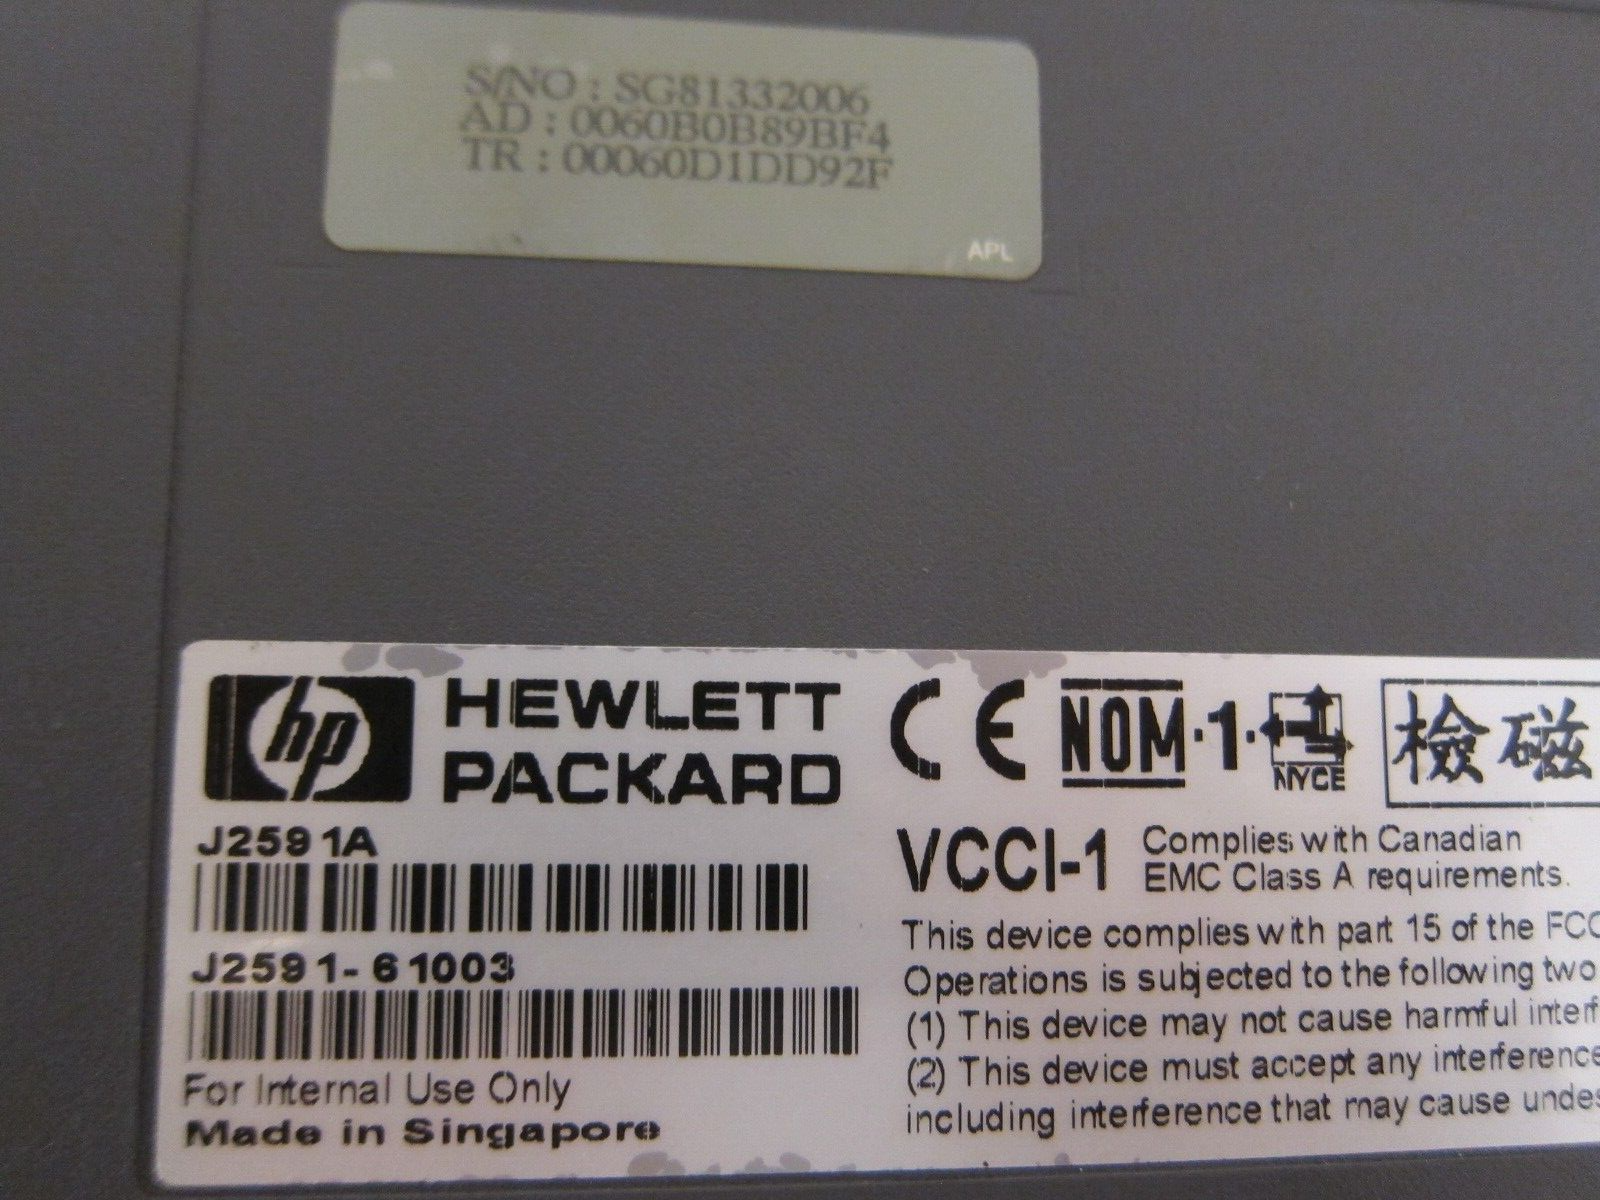 S/NO : SG81332006
AD : 0060B0B89BF4
TR : 00060D1DD92F
APL
hp HEWLETT
PACKARD
CE NOM·1· NYCE 檢磁
J2591A
J2591-61003
For Internal Use Only
Made in Singapore
VCCI-1 Complies with Canadian
EMC Class A requirements.
This device complies with part 15 of the FCC
Operations is subjected to the following two
(1) This device may not cause harmful interf
(2) This device must accept any interference
including interference that may cause undes